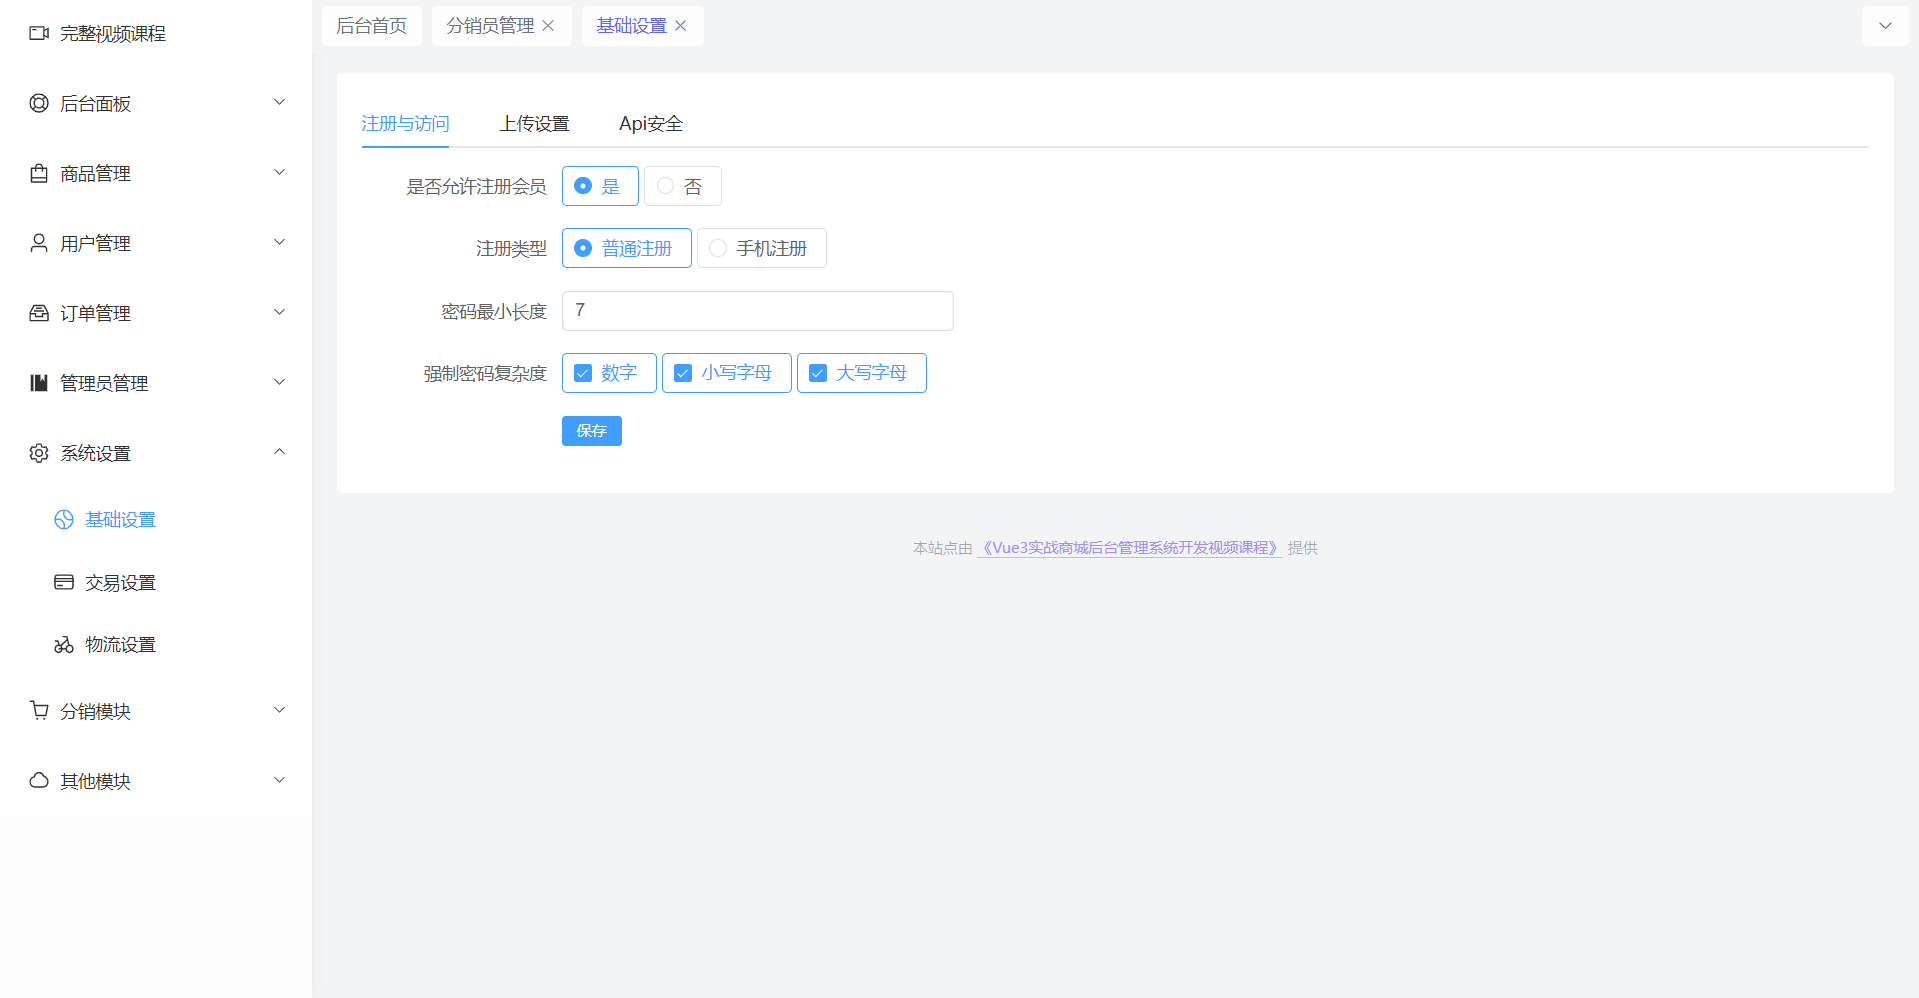 完整视频课程
后台面板
商品管理
用户管理
订单管理
管理员管理
系统设置
基础设置
交易设置
物流设置
分销模块
其他模块
后台首页 分销员管理 基础设置
注册与访问 上传设置 Api安全
是否允许注册会员 是 否
注册类型 普通注册 手机注册
密码最小长度 7
强制密码复杂度 数字 小写字母 大写字母
保存
本站点由 《Vue3实战商城后台管理系统开发视频课程》 提供